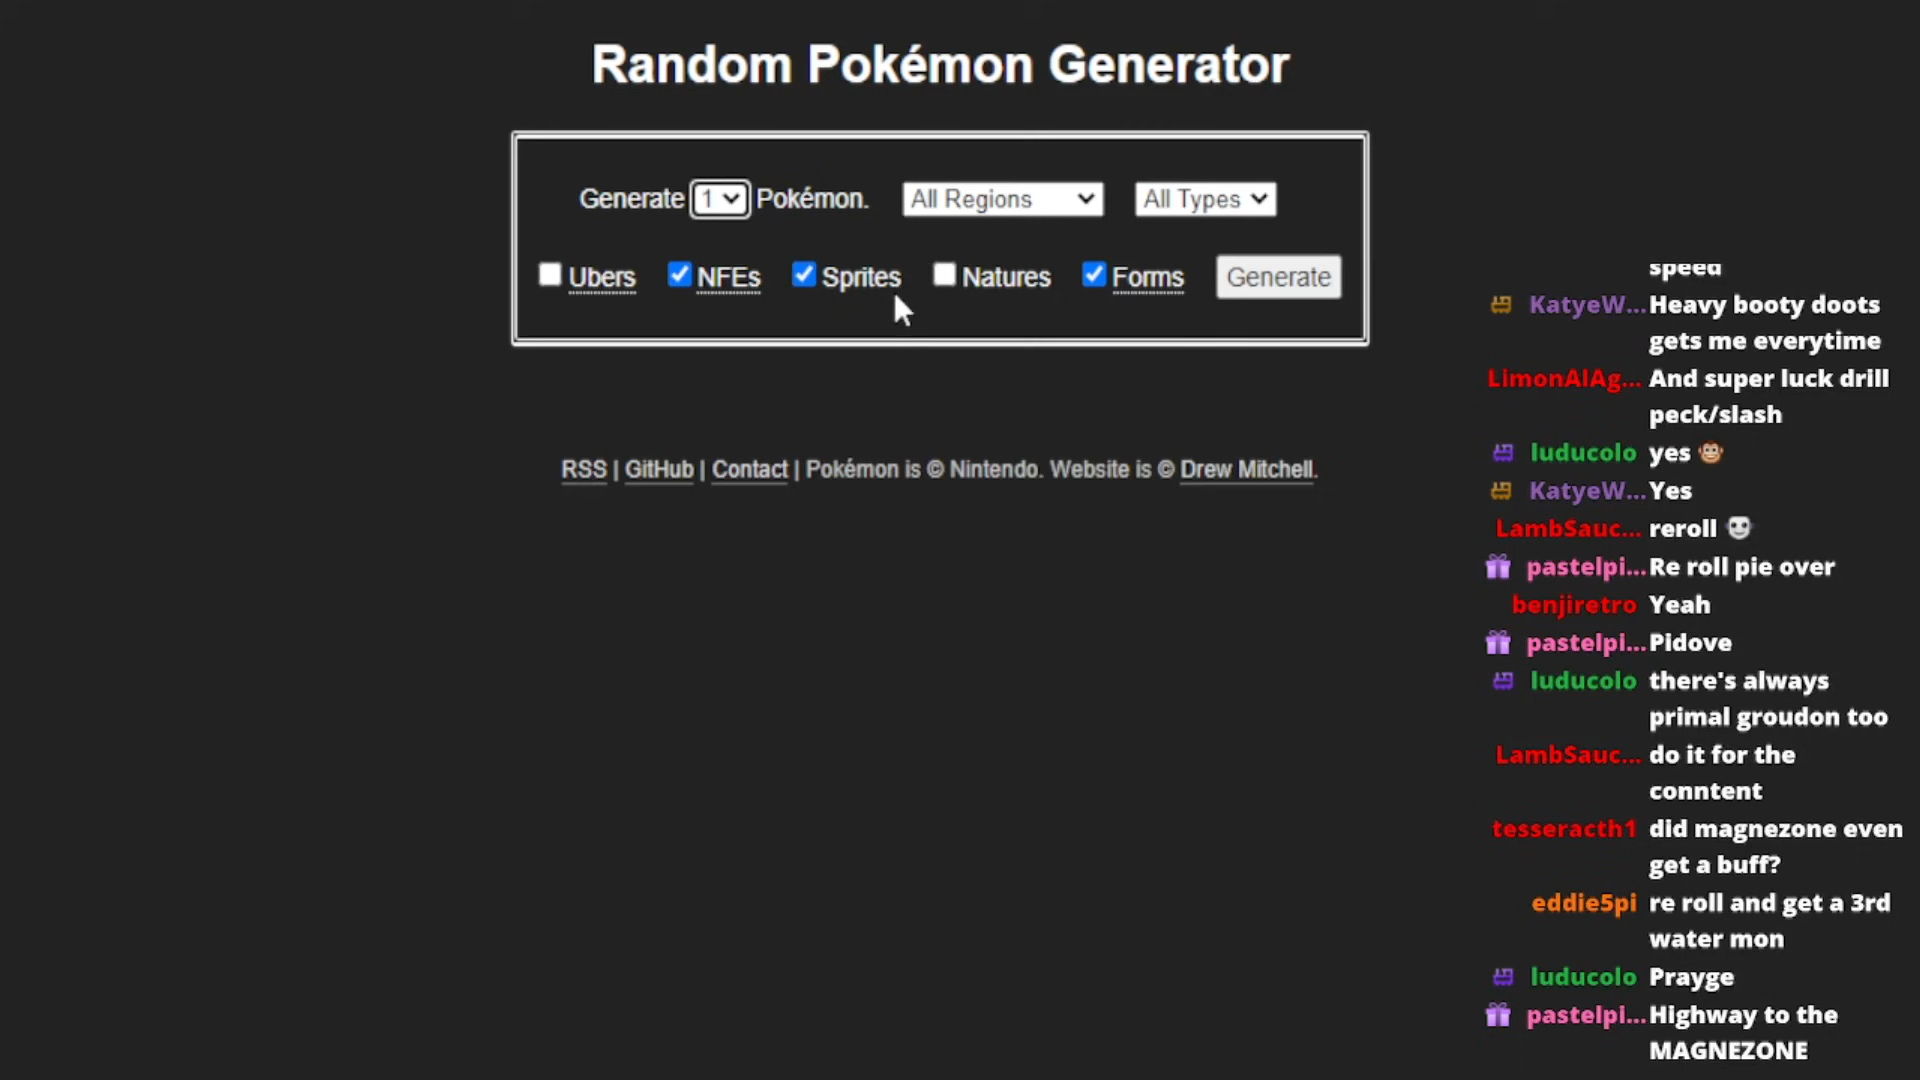 Random Pokémon Generator
Generate 1 Pokémon. All Regions All Types
Ubers NFEs Sprites Natures Forms Generate
RSS | GitHub | Contact | Pokémon is © Nintendo. Website is © Drew Mitchell.
speed
KatyeW... Heavy booty doots
gets me everytime
LimonAlAg... And super luck drill
peck/slash
luducolo yes
KatyeW... Yes
LambSauc... reroll
pastelpi... Re roll pie over
benjiretro Yeah
pastelpi... Pidove
luducolo there's always
primal groudon too
LambSauc... do it for the
conntent
tesseracth1 did magnezone even
get a buff?
eddie5pi re roll and get a 3rd
water mon
luducolo Prayge
pastelpi... Highway to the
MAGNEZONE